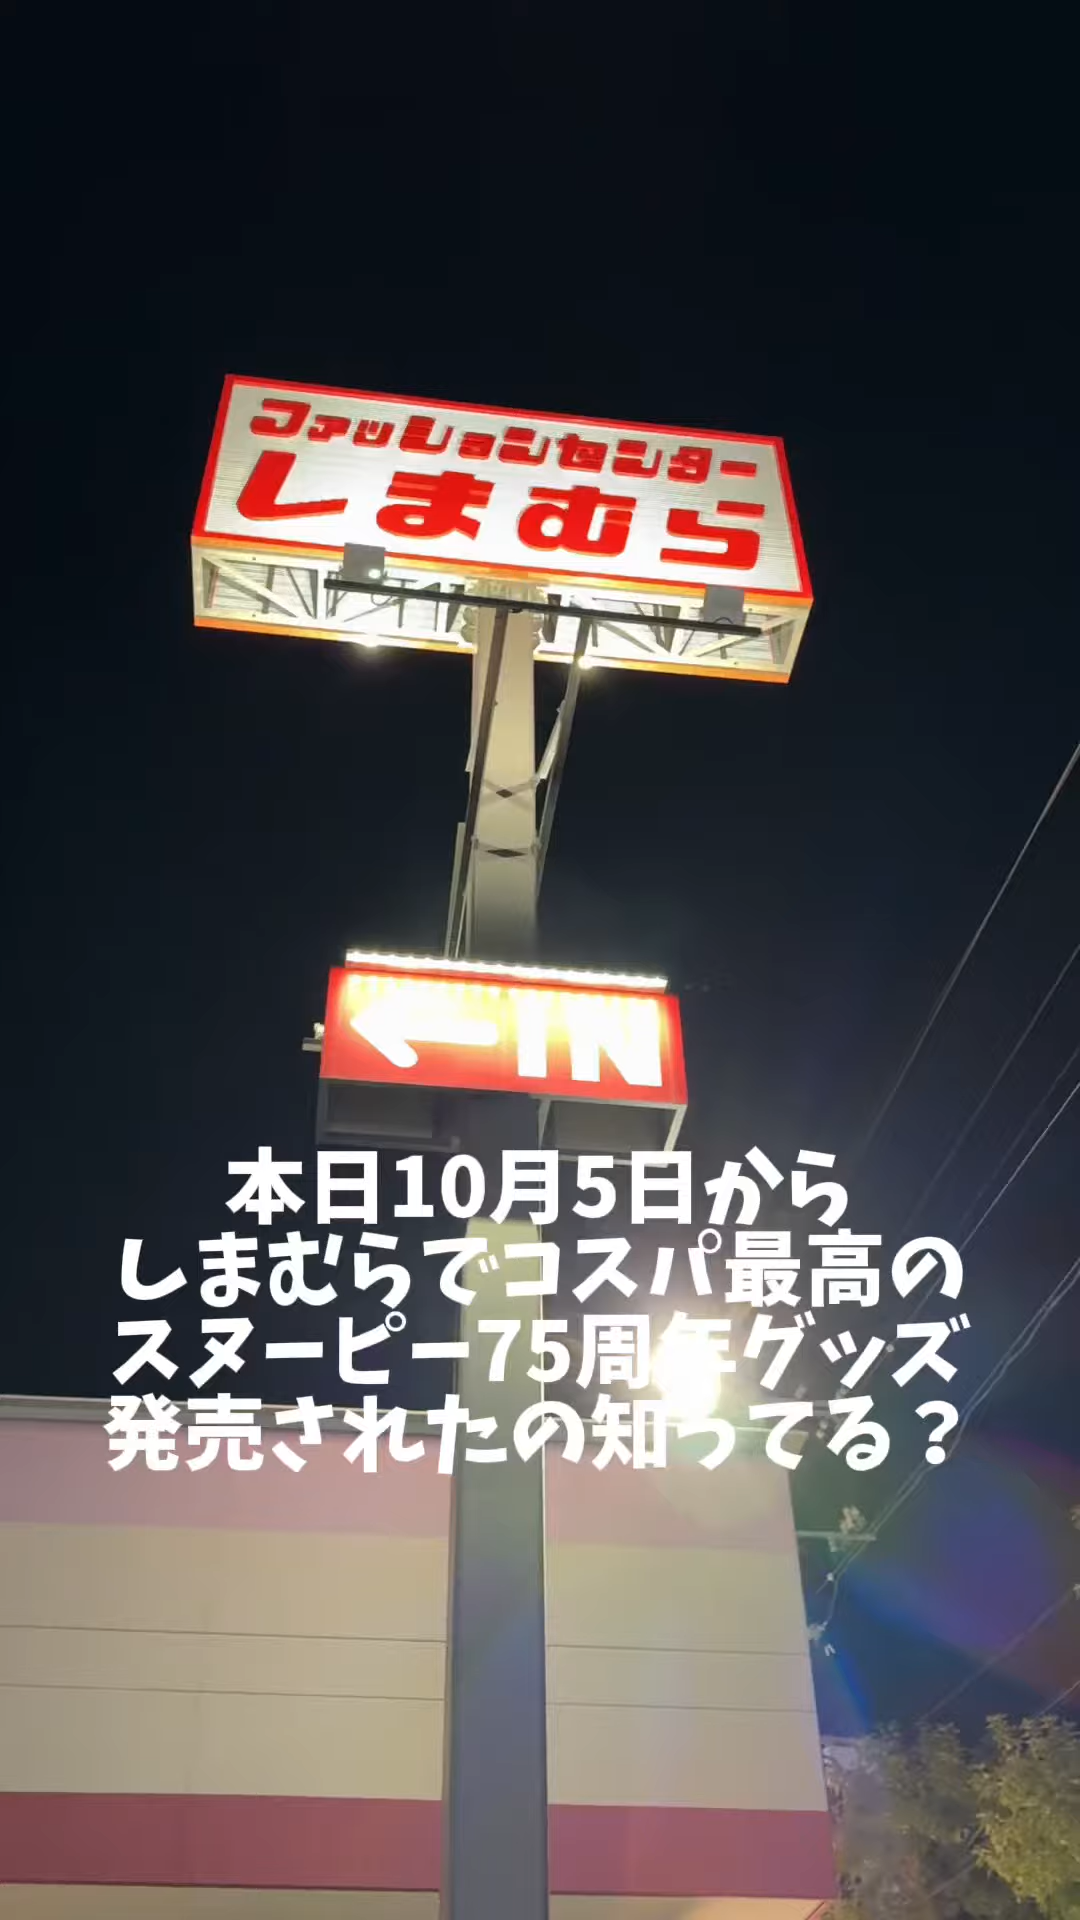 ファッションセンター
しまむら
←IN
本日10月5日から
しまむらでコスパ最高の
スヌーピー75周年グッズ
発売されたの知ってる？